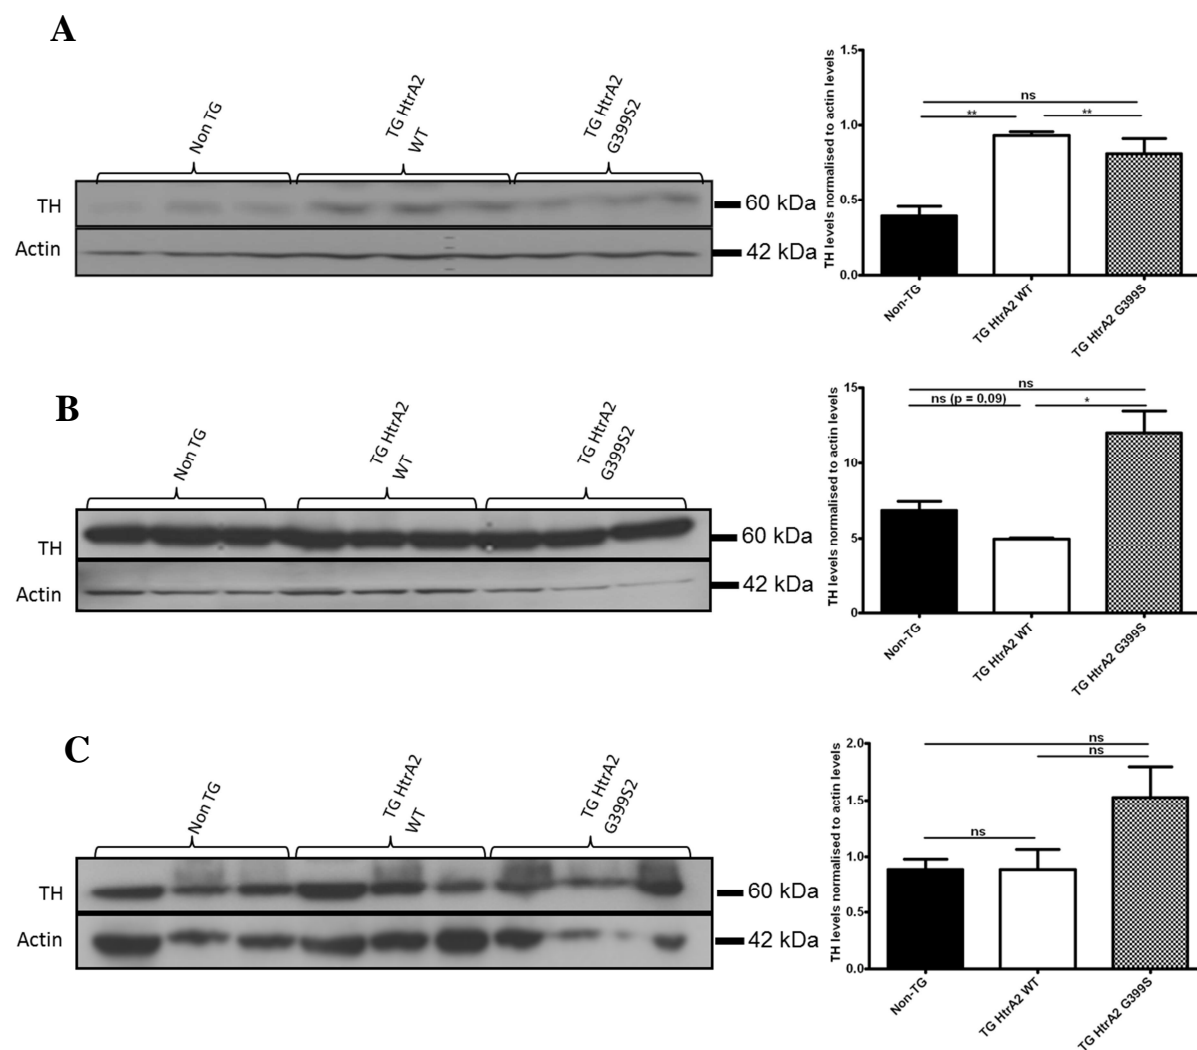 A
Non TG
TG HtrA2
WT
TG HtrA2
G399S2
TH
Actin
60 kDa
42 kDa
TH levels normalised to actin levels
1.5
1.0
0.5
0.0
ns
**
**
Non-TG
TG HtrA2 WT
TG HtrA2 G399S
B
Non TG
TG HtrA2
WT
TG HtrA2
G399S2
TH
Actin
60 kDa
42 kDa
TH levels normalised to actin levels
15
10
5
0
ns
ns (p = 0.09)
*
Non-TG
TG HtrA2 WT
TG HtrA2 G399S
C
Non TG
TG HtrA2
WT
TG HtrA2
G399S2
TH
Actin
60 kDa
42 kDa
TH levels normalised to actin levels
2.0
1.5
1.0
0.5
0.0
ns
ns
ns
Non-TG
TG HtrA2 WT
TG HtrA2 G399S